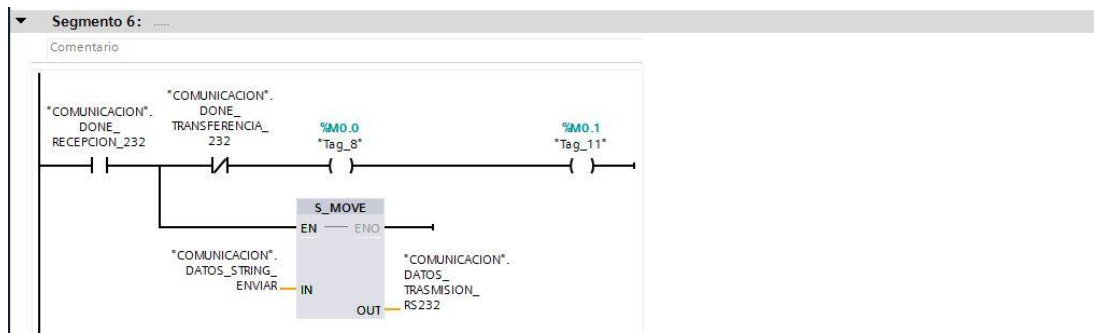 Segmento 6: .....
Comentario
"COMUNICACION".
DONE_
RECEPCION_232
"COMUNICACION".
DONE_
TRANSFERENCIA_
232
%M0.0
"Tag_8"
%M0.1
"Tag_11"
S_MOVE
EN
ENO
"COMUNICACION".
DATOS_STRING_
ENVIAR
IN
OUT
"COMUNICACION".
DATOS_
TRASMISION_
RS232